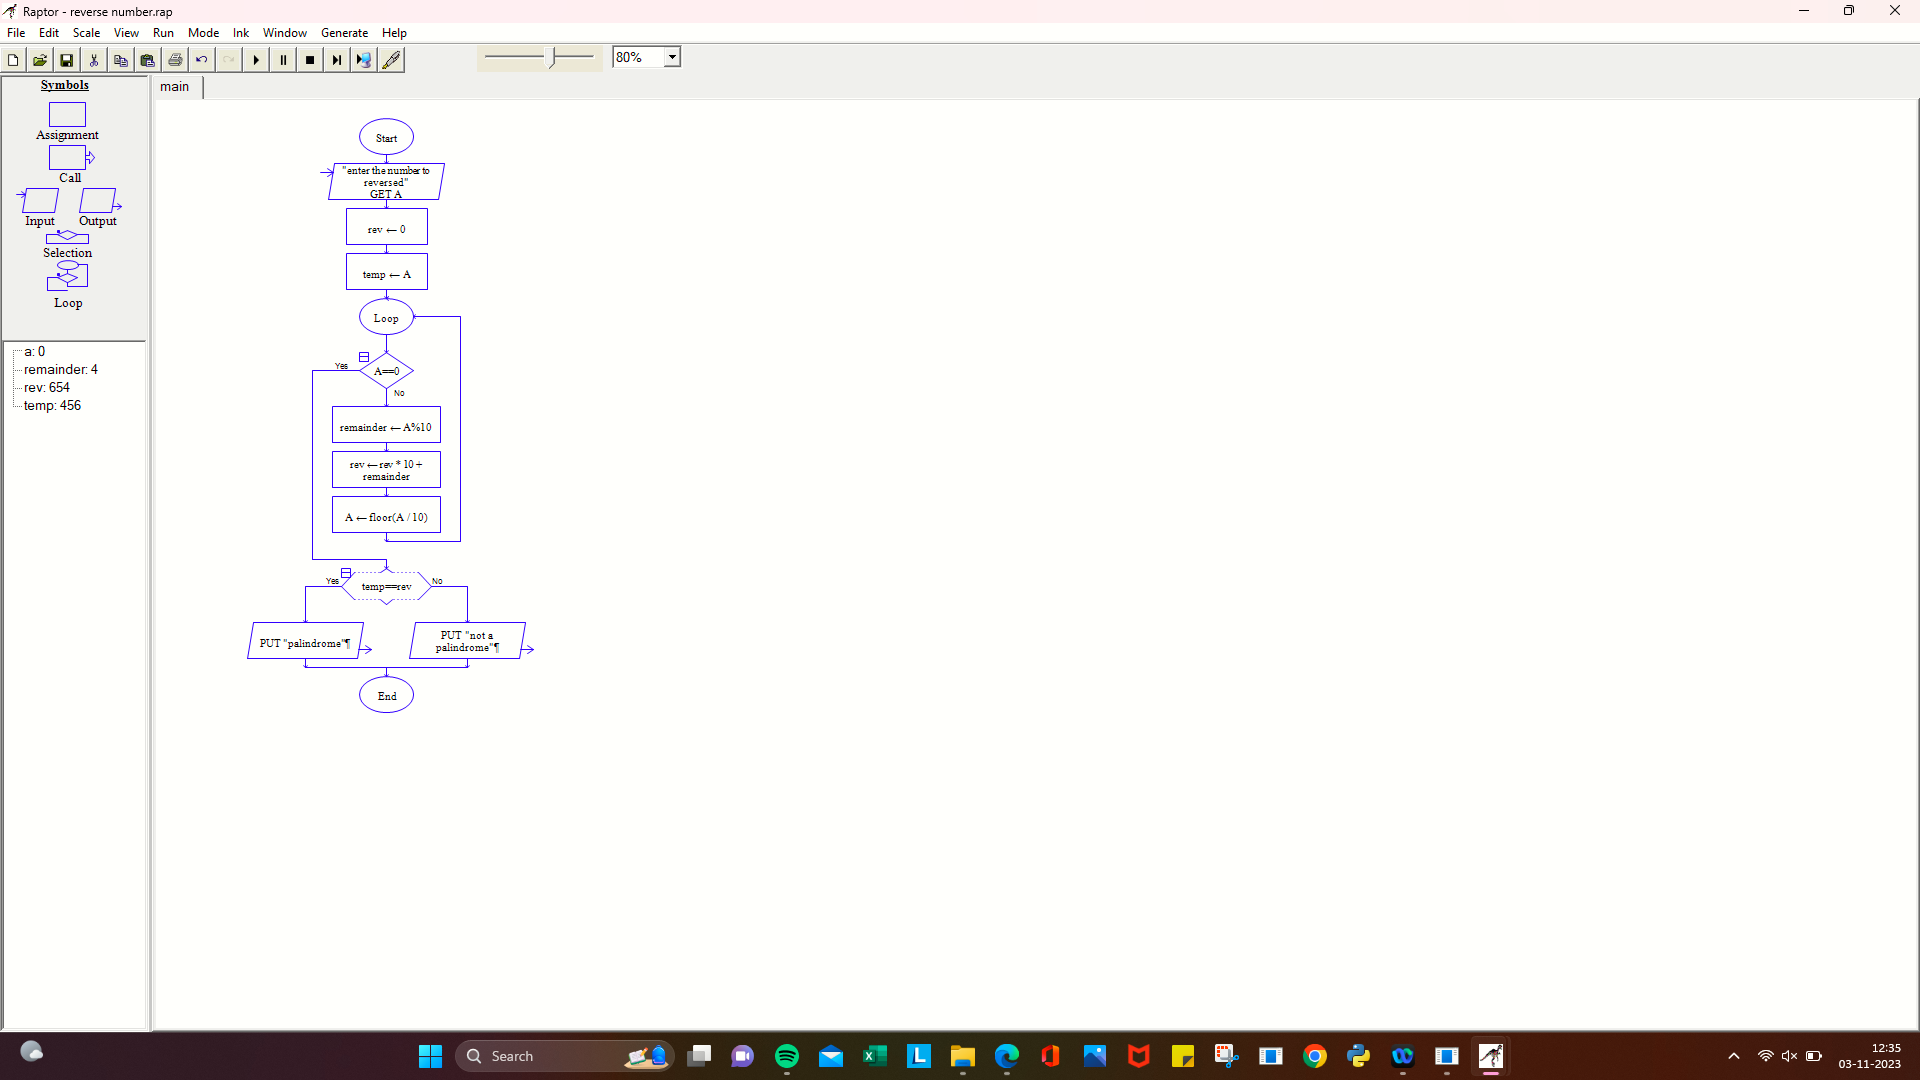 Raptor - reverse number.rap
File Edit Scale View Run Mode Ink Window Generate Help
80%
Symbols
Assignment
Call
Input Output
Selection
Loop
a: 0
remainder: 4
rev: 654
temp: 456
main
Start
"enter the number to
reversed"
GET A
rev ← 0
temp ← A
Loop
Yes
A==0
No
remainder ← A%10
rev ← rev * 10 +
remainder
A ← floor(A / 10)
Yes
temp==rev
No
PUT "palindrome"¶
PUT "not a
palindrome"¶
End
Search
12:35
03-11-2023